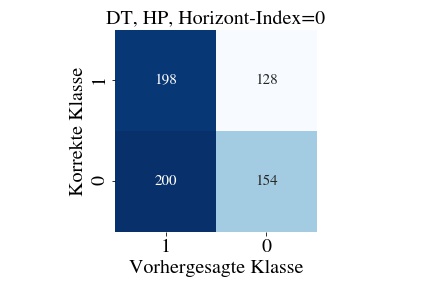 DT, HP, Horizont-Index=0
Korrekte Klasse
1
198
128
0
200
154
1
0
Vorhergesagte Klasse